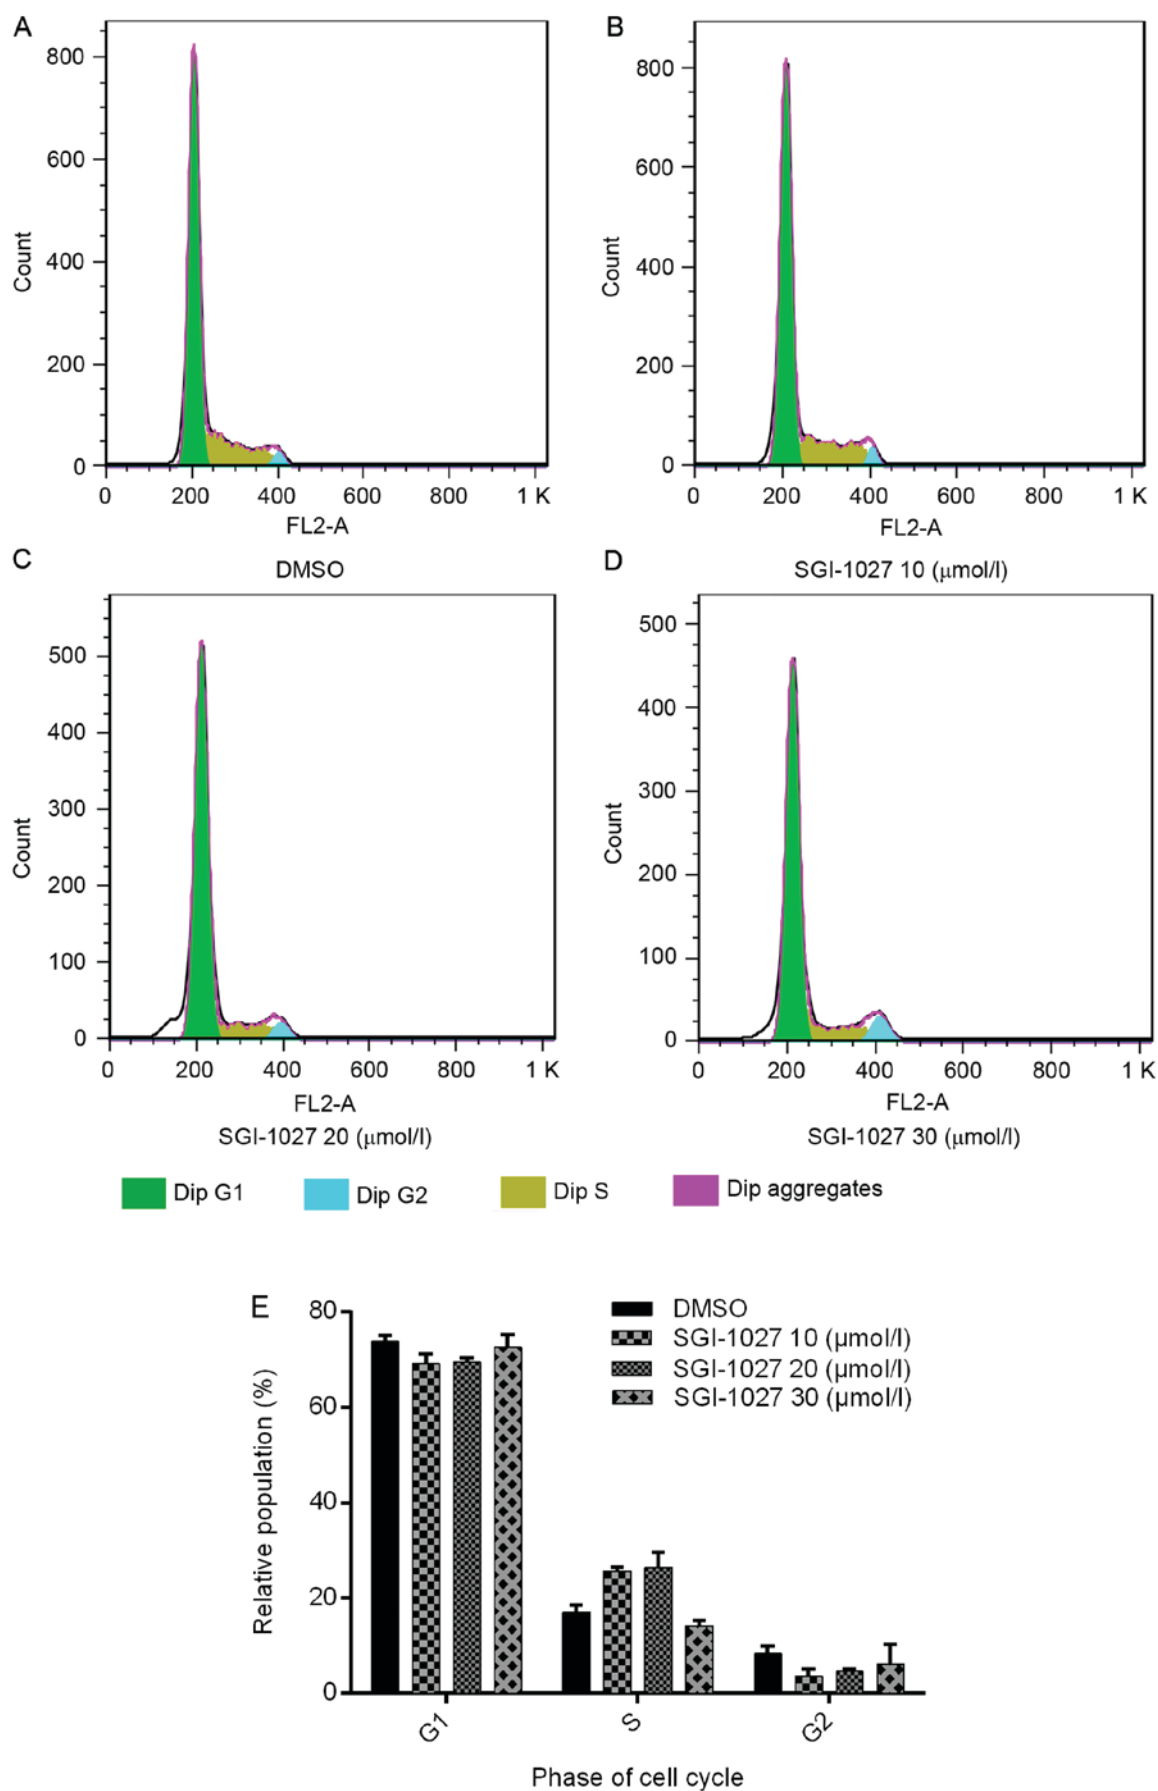 A
B
800
600
400
200
0
Count
0 200 400 600 800 1 K
FL2-A
DMSO
800
600
400
200
0
Count
0 200 400 600 800 1 K
FL2-A
SGI-1027 10 (μmol/l)
C
D
500
400
300
200
100
0
Count
0 200 400 600 800 1 K
FL2-A
SGI-1027 20 (μmol/l)
500
400
300
200
100
0
Count
0 200 400 600 800 1 K
FL2-A
SGI-1027 30 (μmol/l)
Dip G1 Dip G2 Dip S Dip aggregates
E
80
60
40
20
0
Relative population (%)
DMSO
SGI-1027 10 (μmol/l)
SGI-1027 20 (μmol/l)
SGI-1027 30 (μmol/l)
G1 S G2
Phase of cell cycle